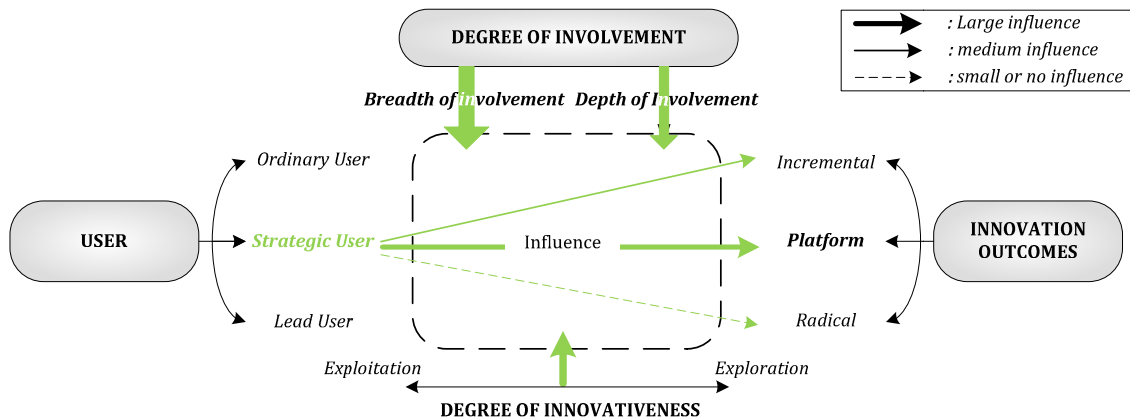 DEGREE OF INVOLVEMENT
: Large influence
: medium influence
: small or no influence
Breadth of involvement
Depth of Involvement
Ordinary User
Incremental
USER
Strategic User
Influence
Platform
INNOVATION
OUTCOMES
Lead User
Radical
Exploitation
Exploration
DEGREE OF INNOVATIVENESS